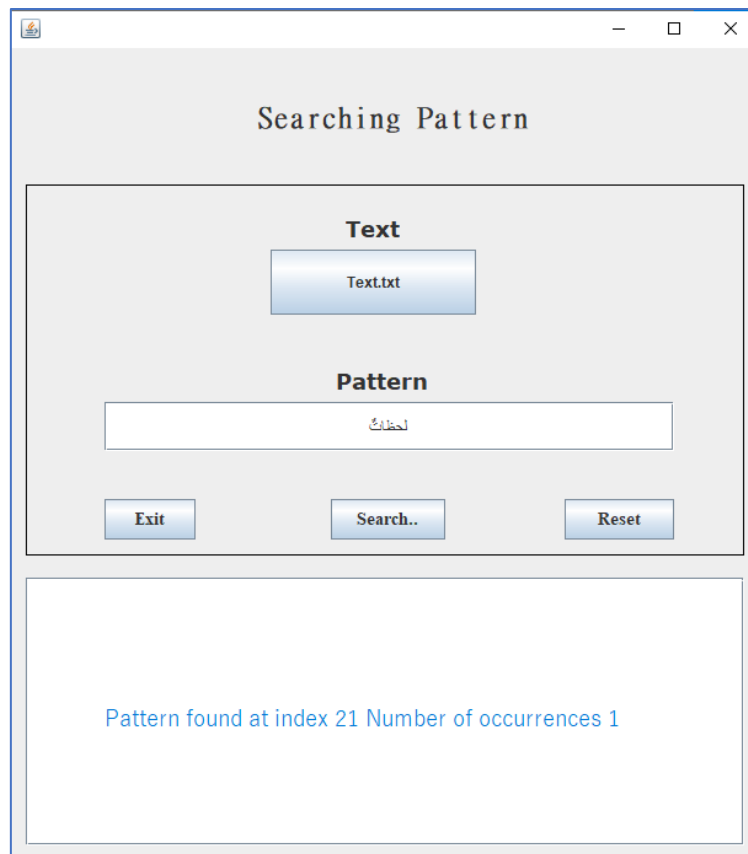 Searching Pattern
Text
Text.txt
Pattern
لحظاتٌ
Exit Search.. Reset
Pattern found at index 21 Number of occurrences 1